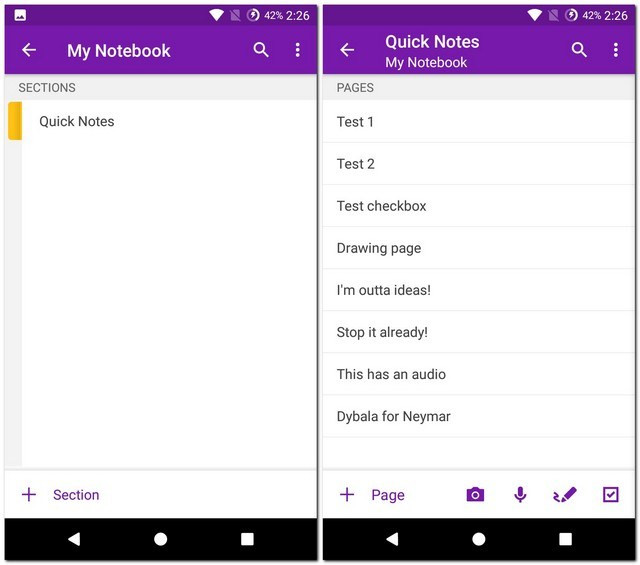 42% 2:26
My Notebook
SECTIONS
Quick Notes
Section
42% 2:26
Quick Notes
My Notebook
PAGES
Test 1
Test 2
Test checkbox
Drawing page
I'm outta ideas!
Stop it already!
This has an audio
Dybala for Neymar
Page